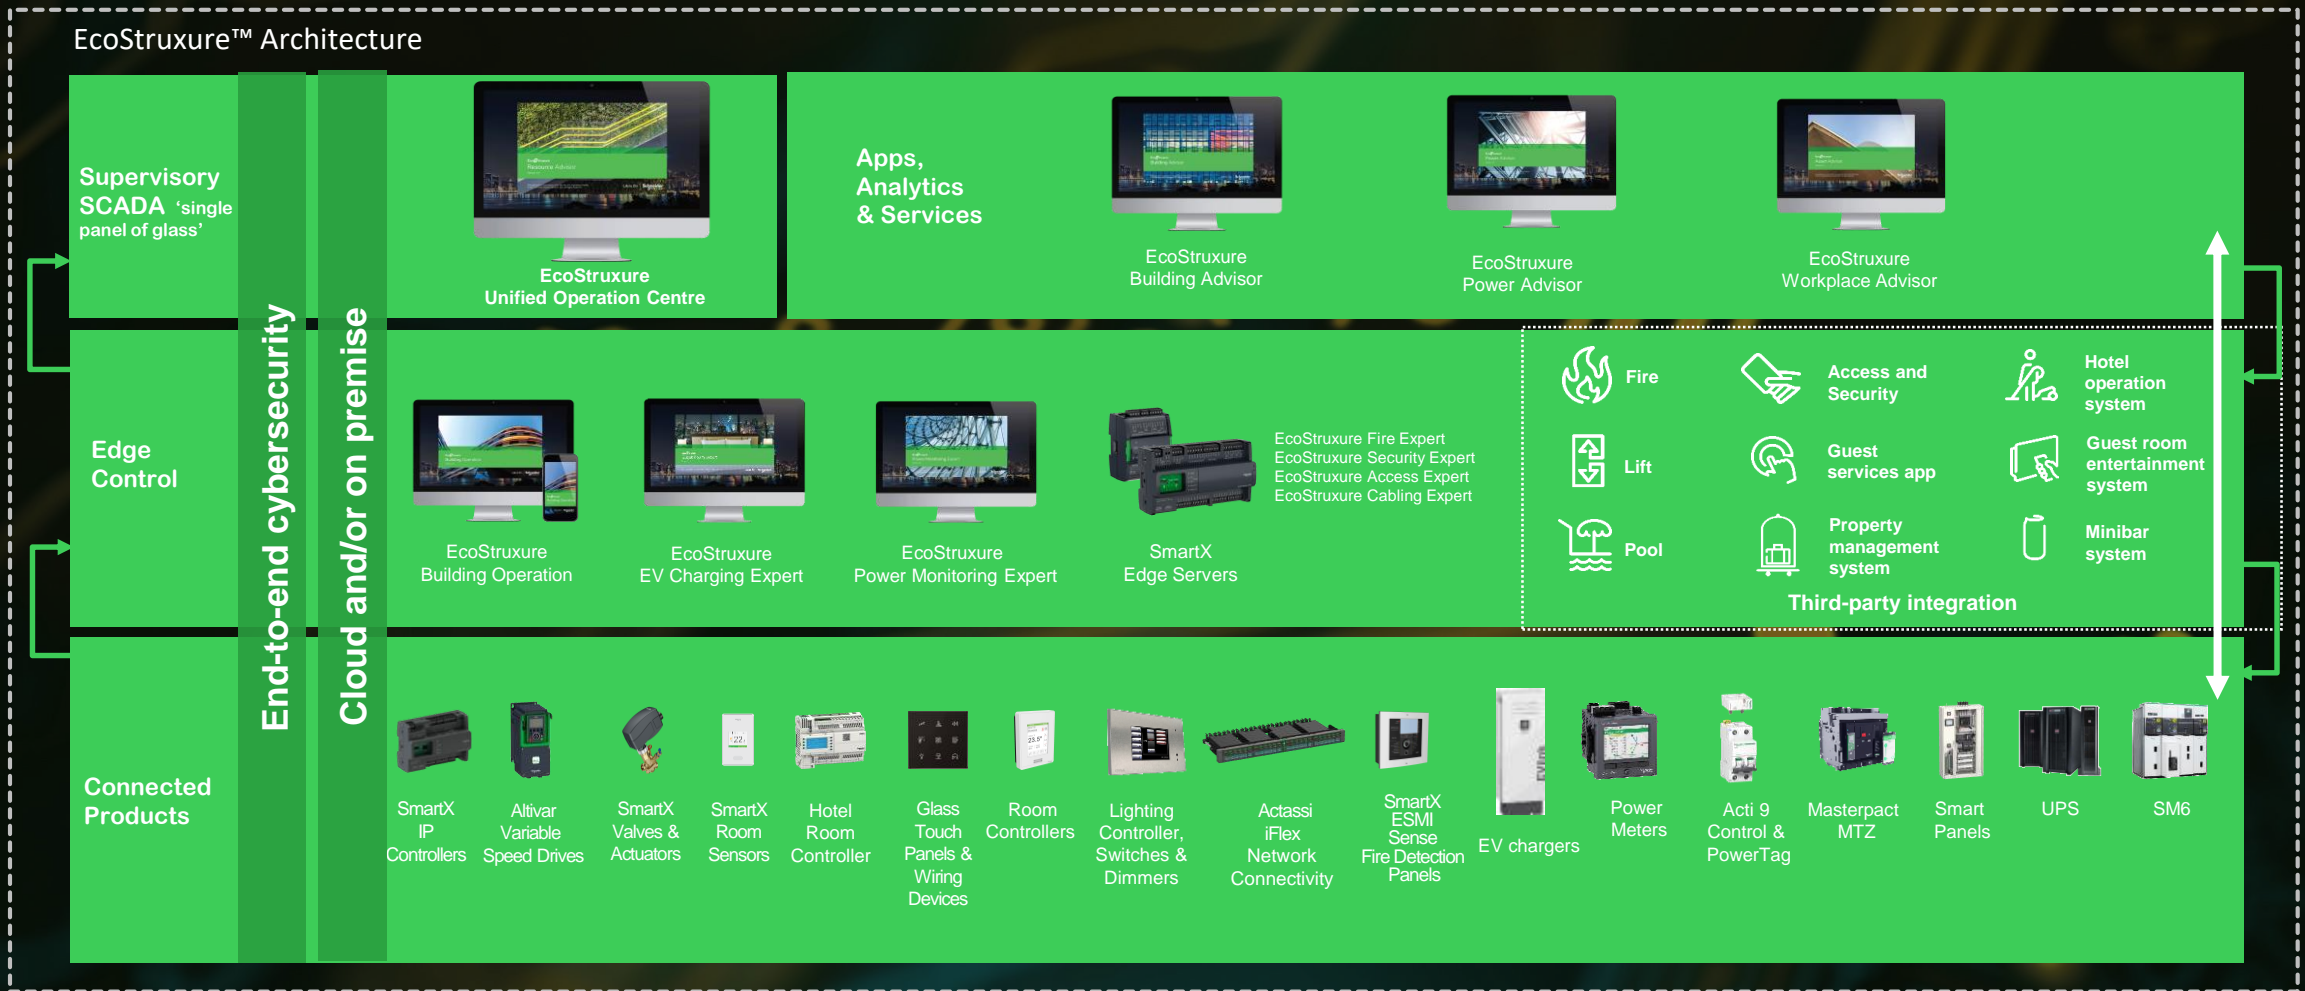 EcoStruxure™ Architecture
Supervisory
SCADA ‘single
panel of glass’
EcoStruxure
Unified Operation Centre
Apps,
Analytics
& Services
EcoStruxure
Building Advisor
EcoStruxure
Power Advisor
EcoStruxure
Workplace Advisor
End-to-end cybersecurity
Cloud and/or on premise
Edge
Control
EcoStruxure
Building Operation
EcoStruxure
EV Charging Expert
EcoStruxure
Power Monitoring Expert
SmartX
Edge Servers
EcoStruxure Fire Expert
EcoStruxure Security Expert
EcoStruxure Access Expert
EcoStruxure Cabling Expert
Fire
Access and
Security
Hotel
operation
system
Lift
Guest
services app
Guest room
entertainment
system
Pool
Property
management
system
Minibar
system
Third-party integration
Connected
Products
SmartX
IP
Controllers
Altivar
Variable
Speed Drives
SmartX
Valves &
Actuators
SmartX
Room
Sensors
Hotel
Room
Controller
Glass
Touch
Panels &
Wiring
Devices
Room
Controllers
Lighting
Controller,
Switches &
Dimmers
Actassi
iFlex
Network
Connectivity
SmartX
ESMI
Sense
Fire Detection
Panels
EV chargers
Power
Meters
Acti 9
Control &
PowerTag
Masterpact
MTZ
Smart
Panels
UPS
SM6